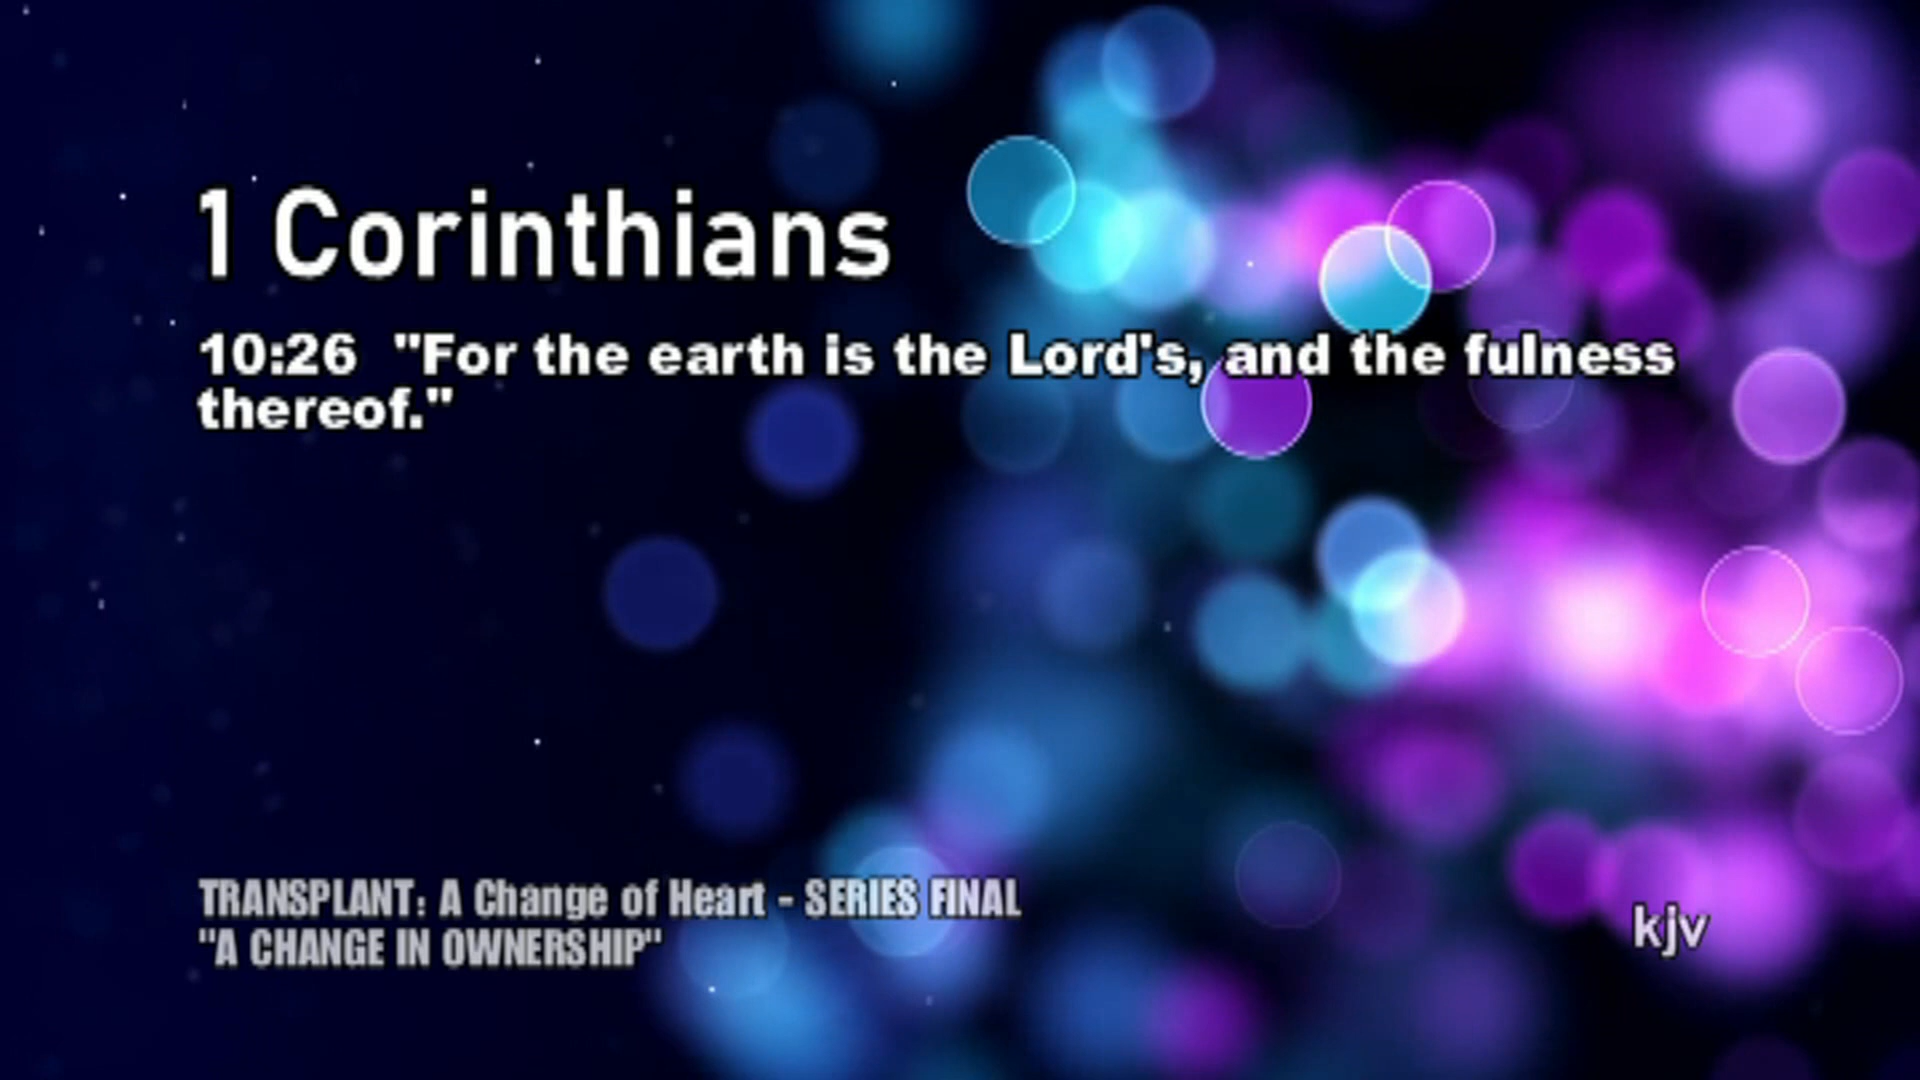 1 Corinthians
10:26  "For the earth is the Lord's, and the fulness
thereof."
TRANSPLANT: A Change of Heart - SERIES FINAL
"A CHANGE IN OWNERSHIP"
kjv